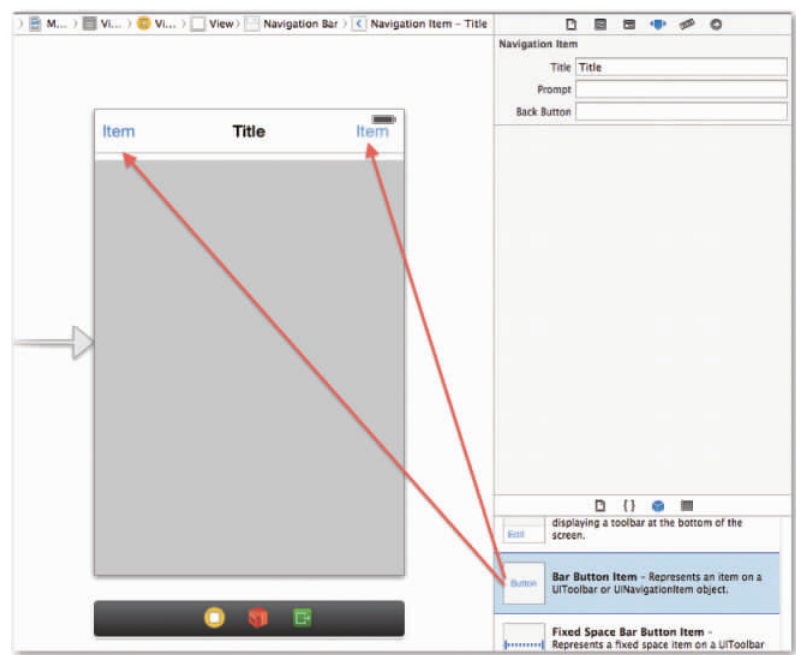 M... Vi... Vi... View Navigation Bar Navigation Item – Title
Navigation Item
Title Title
Prompt
Back Button
Item Title Item
displaying a toolbar at the bottom of the
screen.
Edit
Button
Bar Button Item – Represents an item on a
UIToolbar or UINavigationItem object.
Fixed Space Bar Button Item –
Represents a fixed space item on a UIToolbar